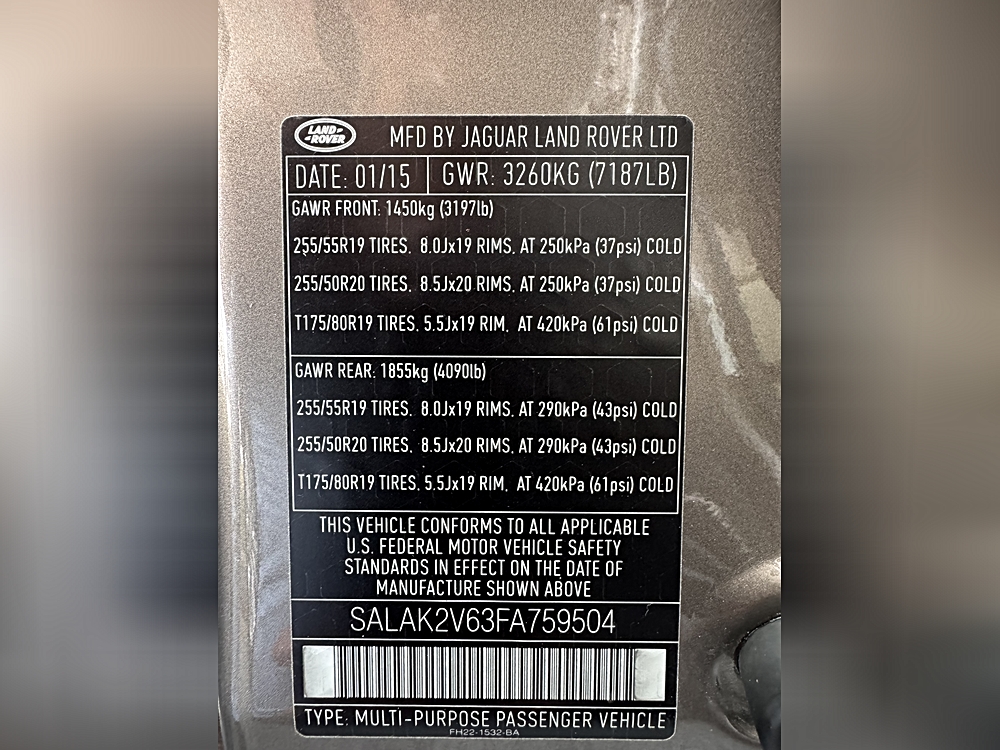 LAND-
-ROVER
MFD BY JAGUAR LAND ROVER LTD
DATE: 01/15 GWR: 3260KG (7187LB)
GAWR FRONT: 1450kg (3197lb)
255/55R19 TIRES, 8.0Jx19 RIMS, AT 250kPa (37psi) COLD
255/50R20 TIRES, 8.5Jx20 RIMS, AT 250kPa (37psi) COLD
T175/80R19 TIRES, 5.5Jx19 RIM, AT 420kPa (61psi) COLD
GAWR REAR: 1855kg (4090lb)
255/55R19 TIRES, 8.0Jx19 RIMS, AT 290kPa (43psi) COLD
255/50R20 TIRES, 8.5Jx20 RIMS, AT 290kPa (43psi) COLD
T175/80R19 TIRES, 5.5Jx19 RIM, AT 420kPa (61psi) COLD
THIS VEHICLE CONFORMS TO ALL APPLICABLE
U.S. FEDERAL MOTOR VEHICLE SAFETY
STANDARDS IN EFFECT ON THE DATE OF
MANUFACTURE SHOWN ABOVE
SALAK2V63FA759504
TYPE: MULTI-PURPOSE PASSENGER VEHICLE
FH22-1532-BA